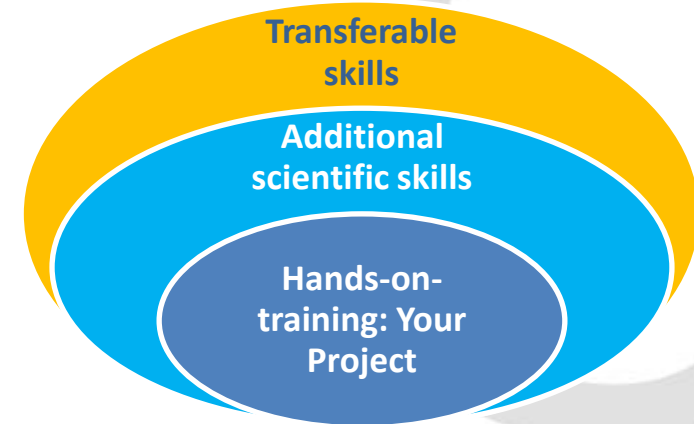 Transferable
skills
Additional
scientific skills
Hands-on-
training: Your
Project